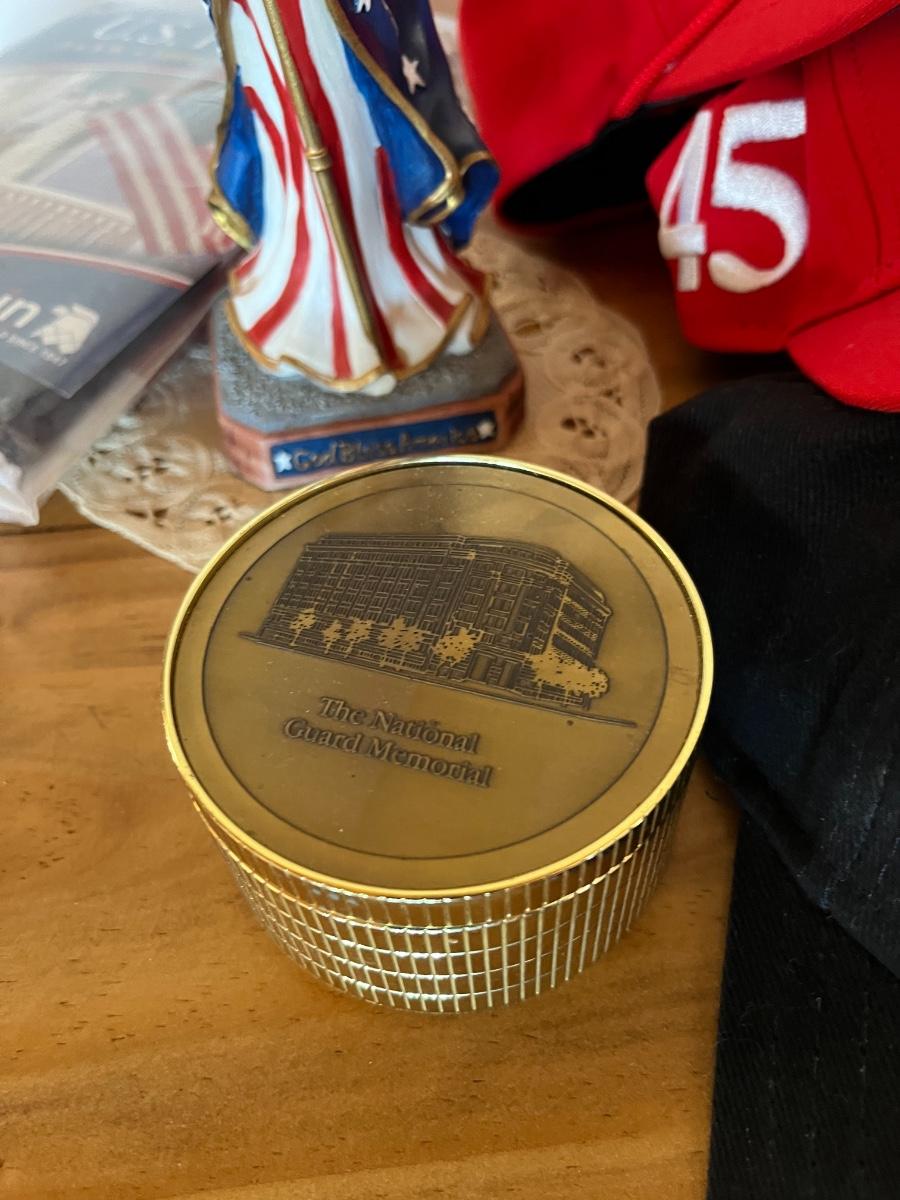 45
God Bless America
The National
Guard Memorial